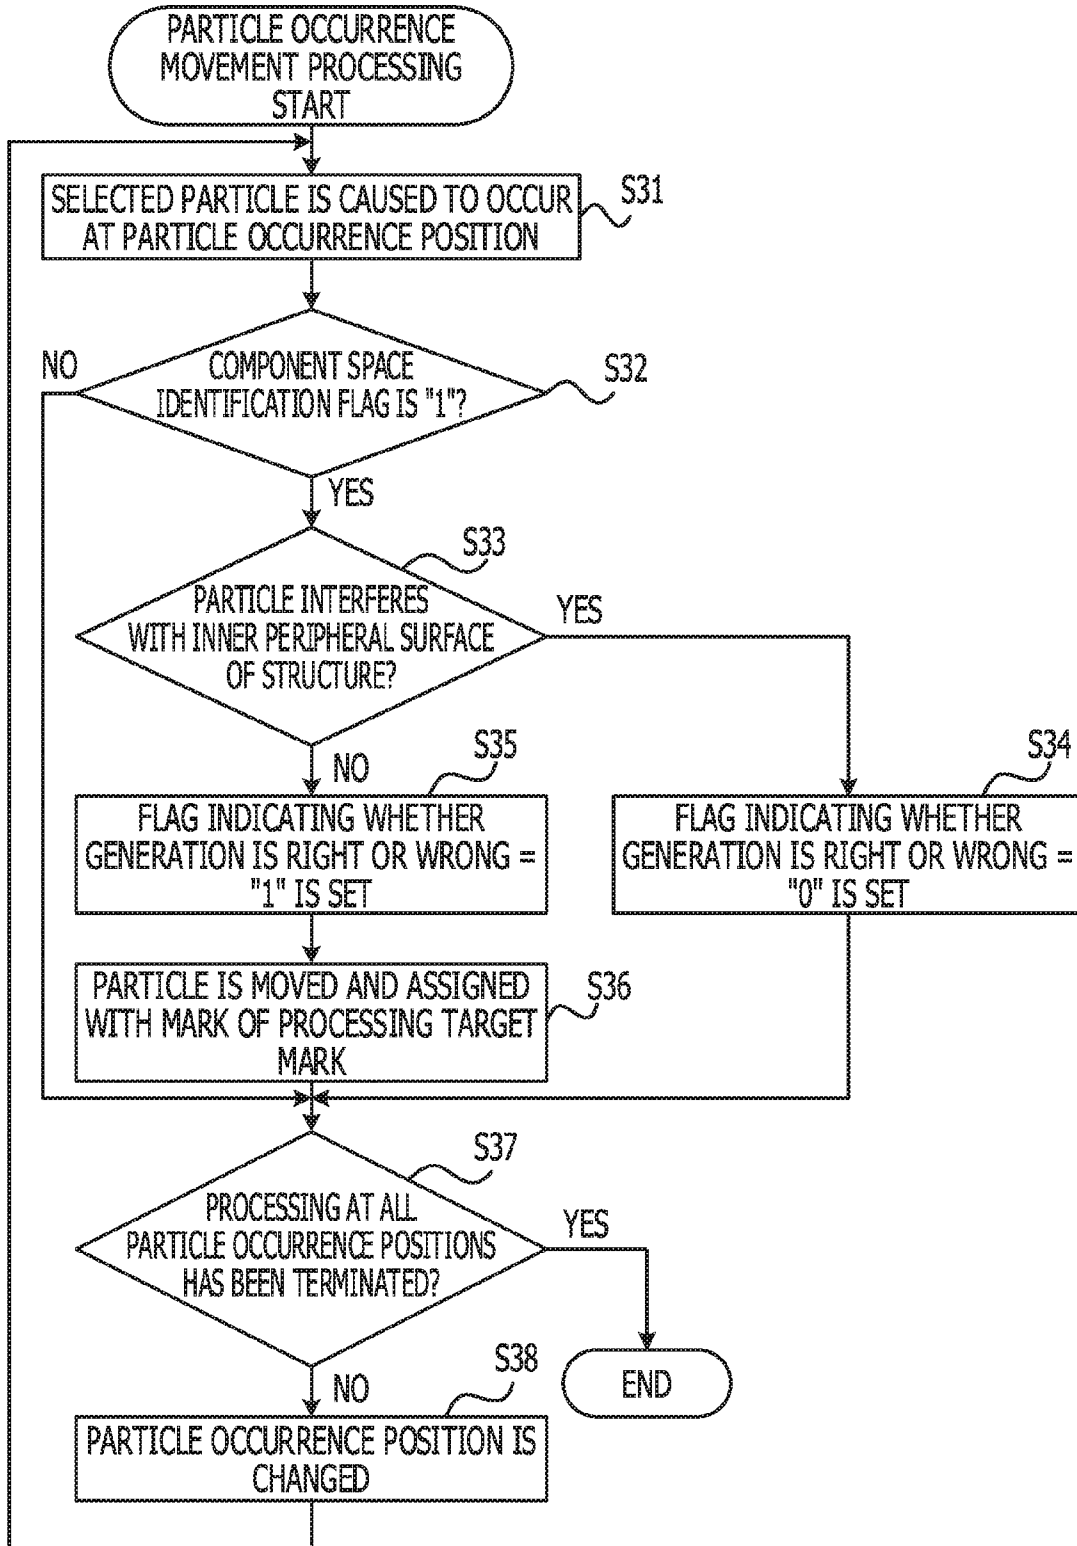 PARTICLE OCCURRENCE
MOVEMENT PROCESSING
START
SELECTED PARTICLE IS CAUSED TO OCCUR
AT PARTICLE OCCURRENCE POSITION
S31
COMPONENT SPACE
IDENTIFICATION FLAG IS "1"?
S32
NO
YES
S33
PARTICLE INTERFERES
WITH INNER PERIPHERAL SURFACE
OF STRUCTURE?
YES
NO
S35
FLAG INDICATING WHETHER
GENERATION IS RIGHT OR WRONG =
"1" IS SET
S34
FLAG INDICATING WHETHER
GENERATION IS RIGHT OR WRONG =
"0" IS SET
PARTICLE IS MOVED AND ASSIGNED
WITH MARK OF PROCESSING TARGET
MARK
S36
S37
PROCESSING AT ALL
PARTICLE OCCURRENCE POSITIONS
HAS BEEN TERMINATED?
YES
END
NO
S38
PARTICLE OCCURRENCE POSITION IS
CHANGED